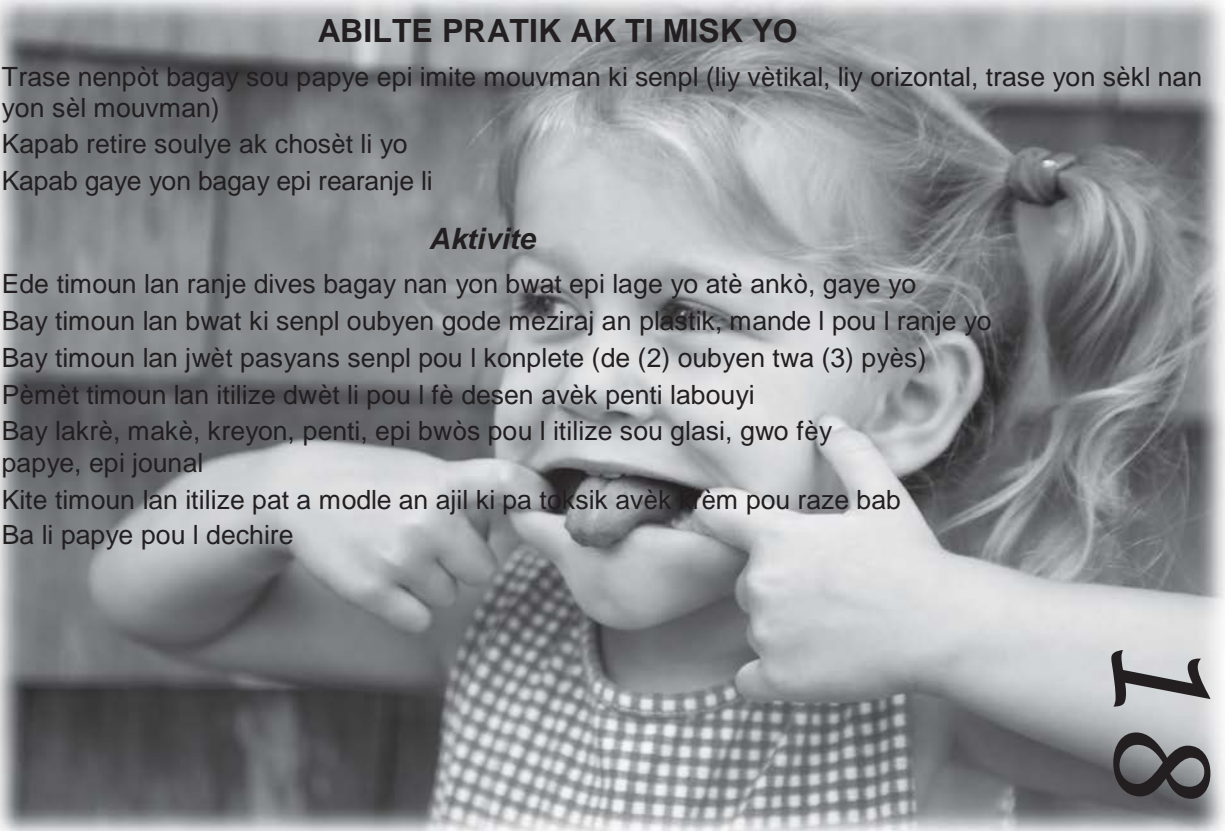 ABILTE PRATIK AK TI MISK YO
Trase nenpòt bagay sou papye epi imite mouvman ki senpl (liy vètikal, liy orizontal, trase yon sèkl nan
yon sèl mouvman)
Kapab retire soulye ak chosèt li yo
Kapab gaye yon bagay epi rearanje li
Aktivite
Ede timoun lan ranje dives bagay nan yon bwat epi lage yo atè ankò, gaye yo
Bay timoun lan bwat ki senpl oubyen gode meziraj an plastik, mande l pou l ranje yo
Bay timoun lan jwèt pasyans senpl pou l konplete (de (2) oubyen twa (3) pyès)
Pèmèt timoun lan itilize dwèt li pou l fè desen avèk penti labouyi
Bay lakrè, makè, kreyon, penti, epi bwòs pou l itilize sou glasi, gwo fèy
papye, epi jounal
Kite timoun lan itilize pat a modle an ajil ki pa toksik avèk krèm pou raze bab
Ba li papye pou l dechire
18